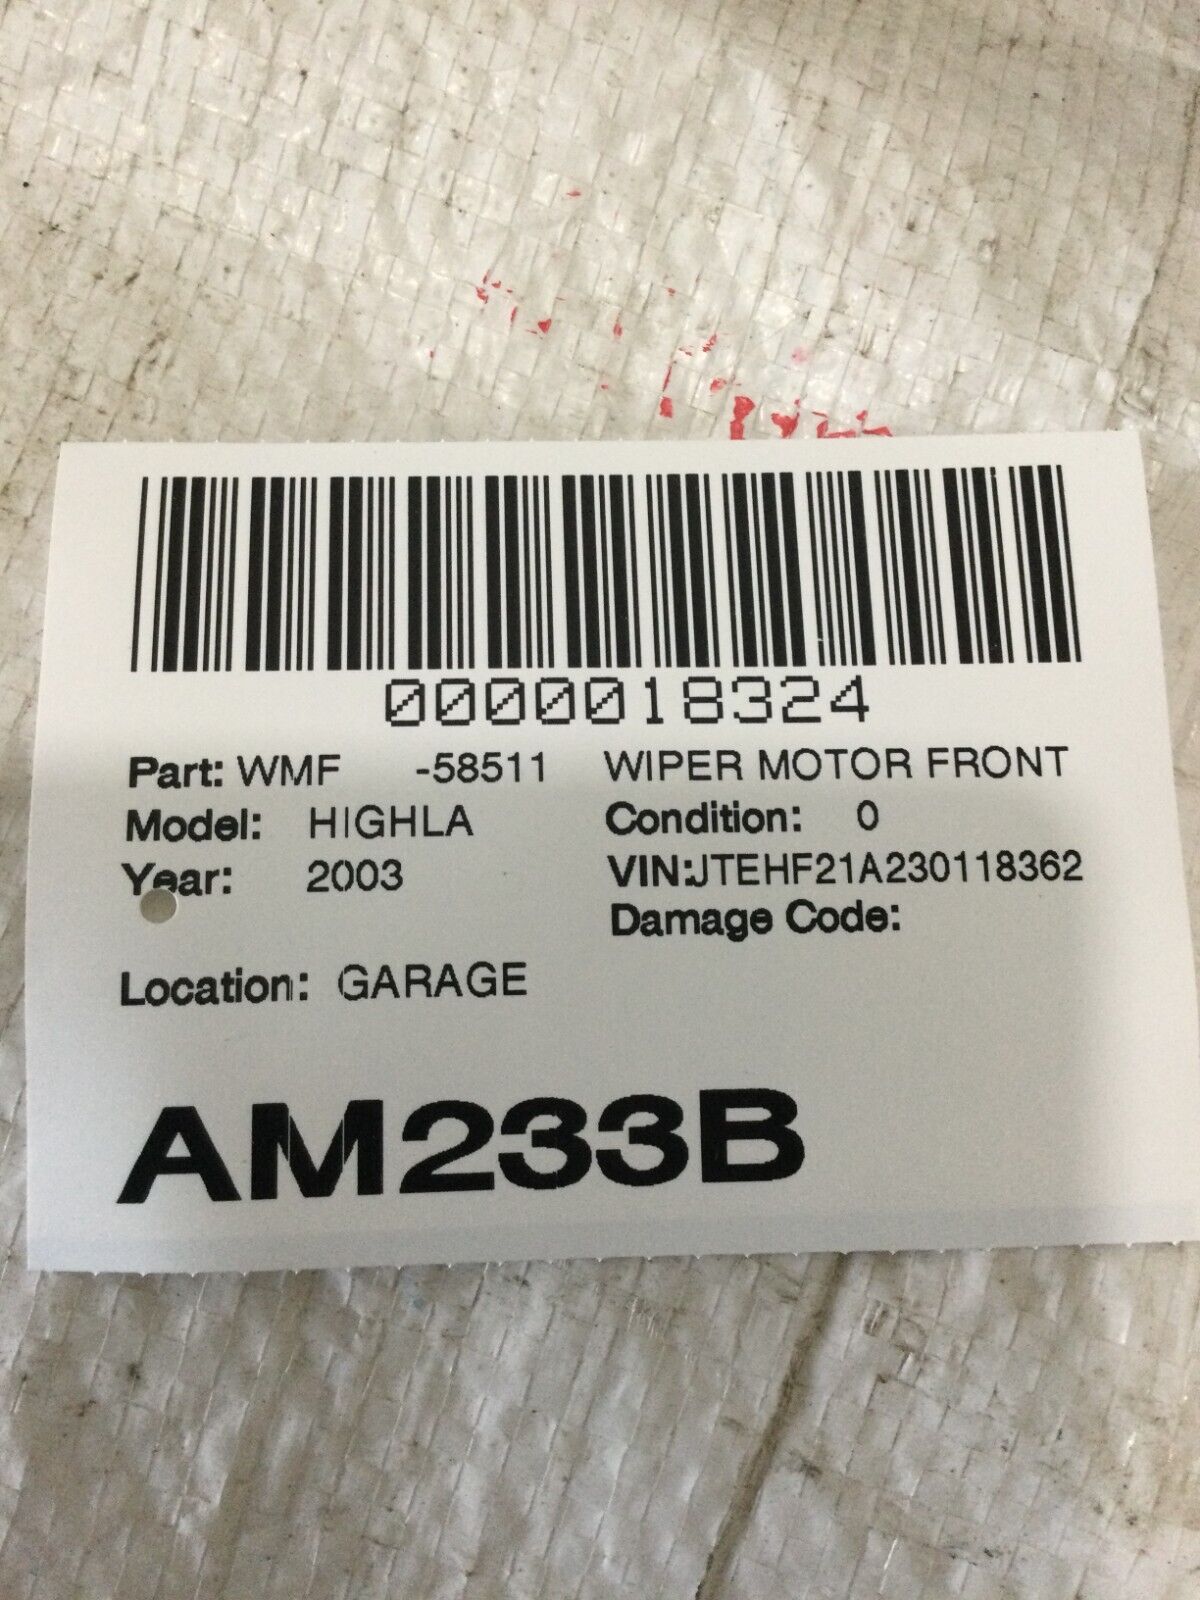 0000018324
Part: WMF -58511 WIPER MOTOR FRONT
Model: HIGHLA Condition: 0
Year: 2003 VIN:JTEHF21A230118362
Damage Code:
Location: GARAGE
AM233B